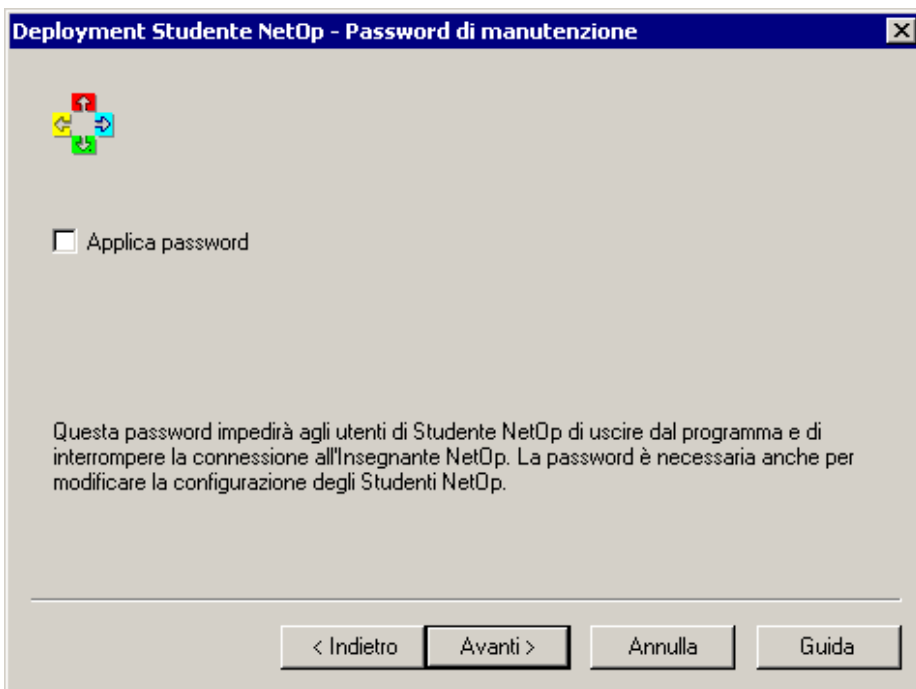 Deployment Studente NetOp - Password di manutenzione
Applica password
Questa password impedirà agli utenti di Studente NetOp di uscire dal programma e di
interrompere la connessione all'Insegnante NetOp. La password è necessaria anche per
modificare la configurazione degli Studenti NetOp.
< Indietro
Avanti >
Annulla
Guida